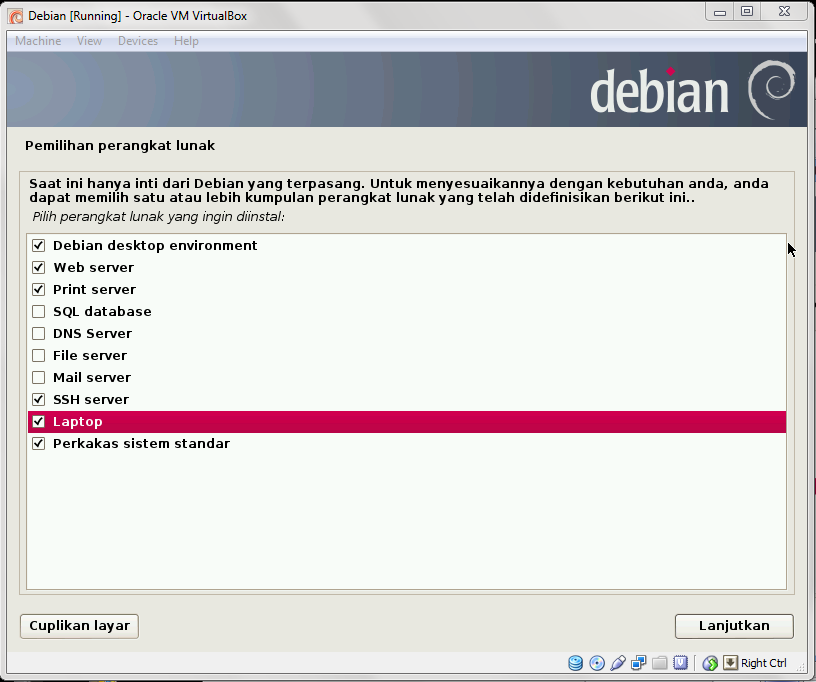 Debian [Running] - Oracle VM VirtualBox
Machine View Devices Help
debian
Pemilihan perangkat lunak
Saat ini hanya inti dari Debian yang terpasang. Untuk menyesuaikannya dengan kebutuhan anda, anda
dapat memilih satu atau lebih kumpulan perangkat lunak yang telah didefinisikan berikut ini..
Pilih perangkat lunak yang ingin diinstal:
Debian desktop environment
Web server
Print server
SQL database
DNS Server
File server
Mail server
SSH server
Laptop
Perkakas sistem standar
Cuplikan layar
Lanjutkan
Right Ctrl